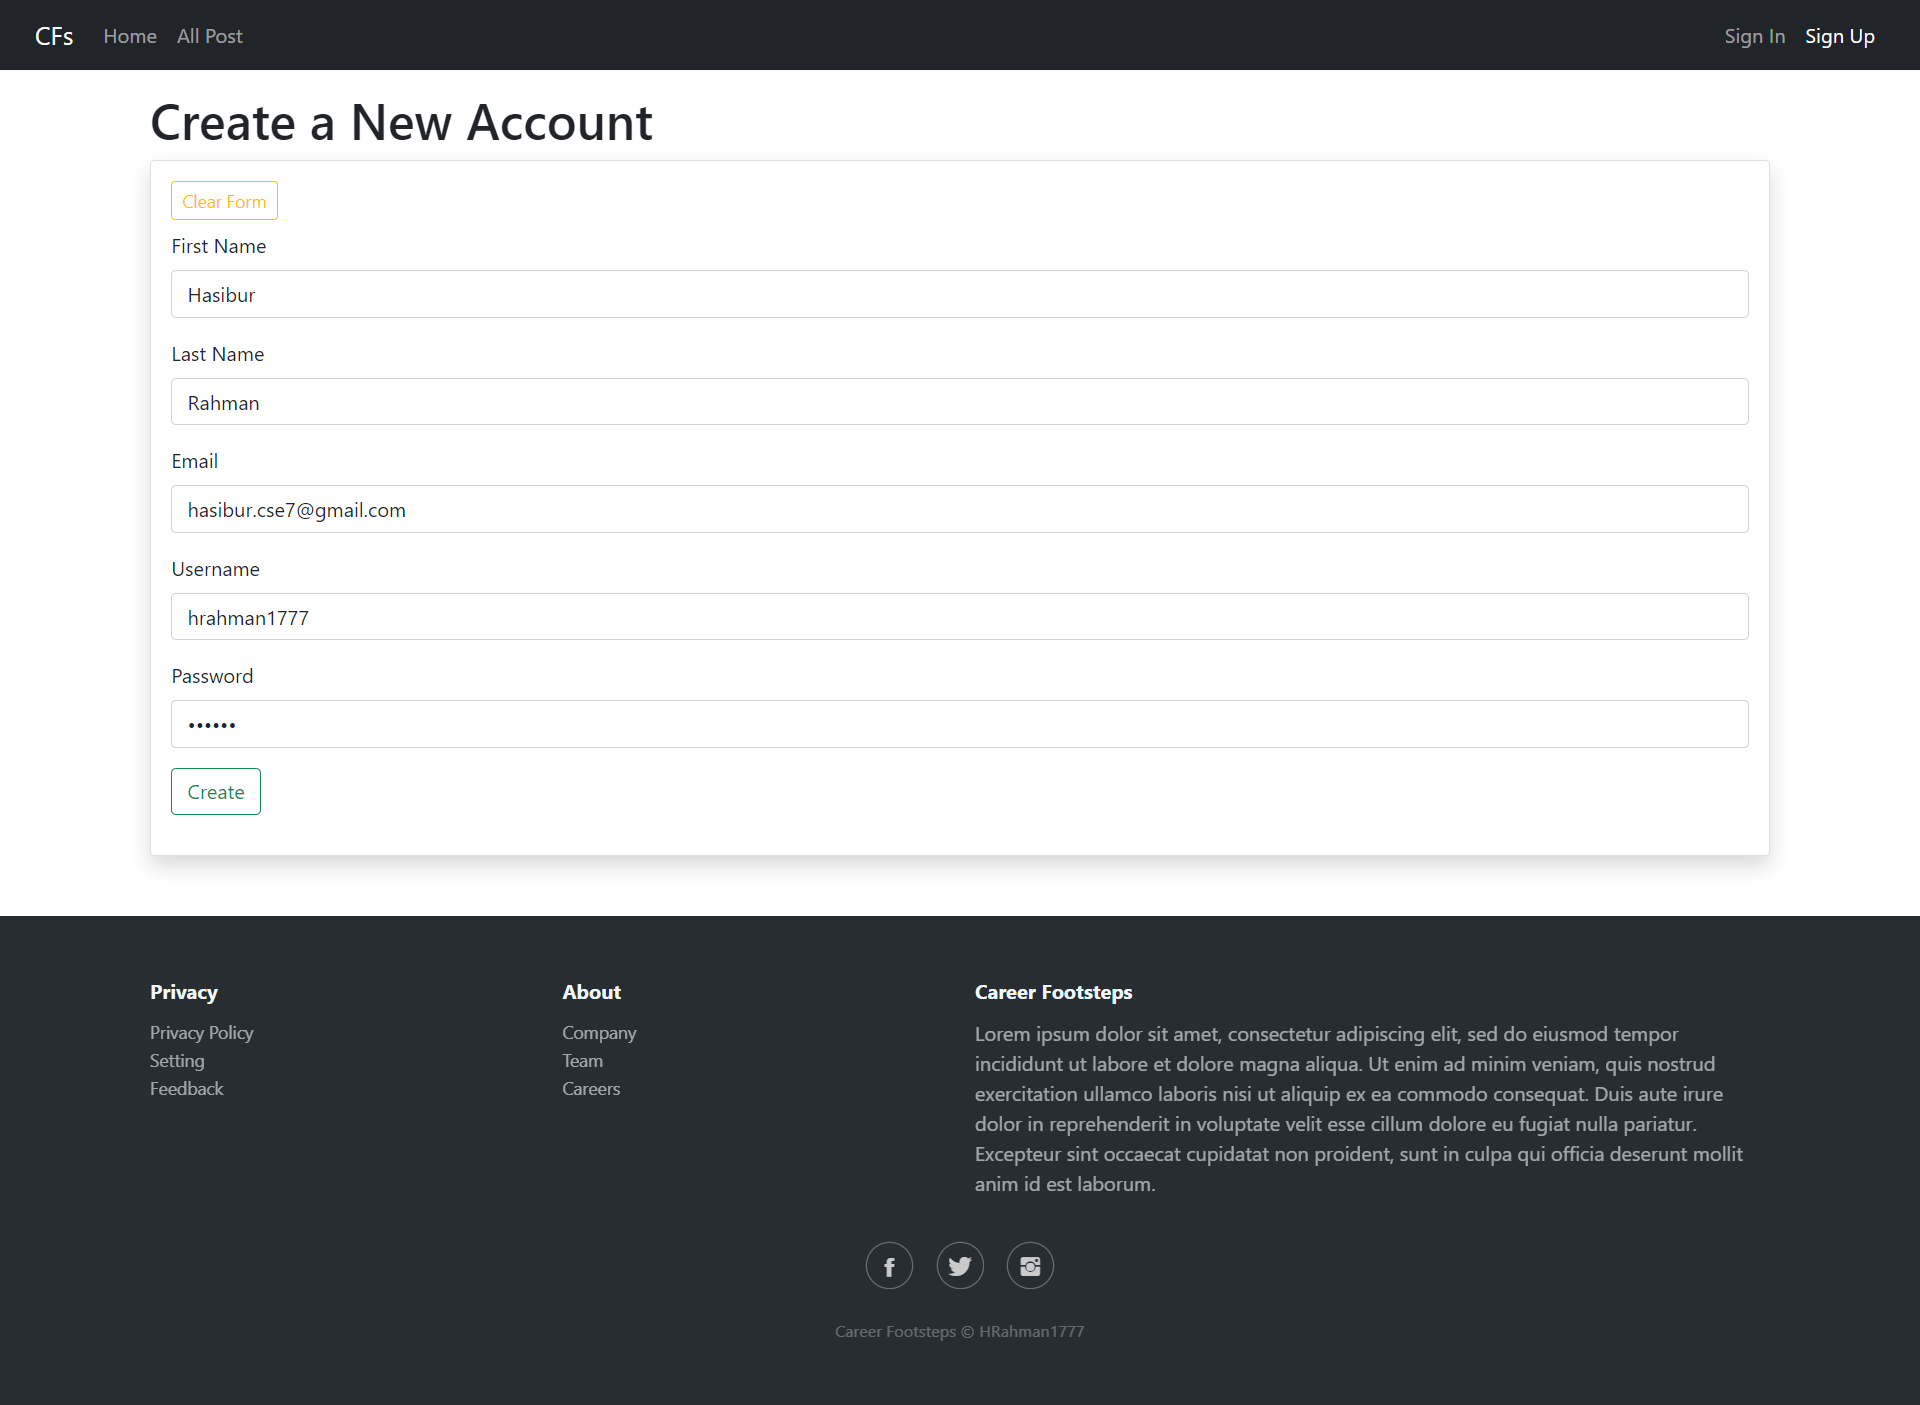 CFs Home All Post Sign In Sign Up
Create a New Account
Clear Form
First Name
Hasibur
Last Name
Rahman
Email
hasibur.cse7@gmail.com
Username
hrahman1777
Password
••••••
Create
Privacy
Privacy Policy
Setting
Feedback
About
Company
Team
Careers
Career Footsteps
Lorem ipsum dolor sit amet, consectetur adipiscing elit, sed do eiusmod tempor
incididunt ut labore et dolore magna aliqua. Ut enim ad minim veniam, quis nostrud
exercitation ullamco laboris nisi ut aliquip ex ea commodo consequat. Duis aute irure
dolor in reprehenderit in voluptate velit esse cillum dolore eu fugiat nulla pariatur.
Excepteur sint occaecat cupidatat non proident, sunt in culpa qui officia deserunt mollit
anim id est laborum.
Career Footsteps © HRahman1777